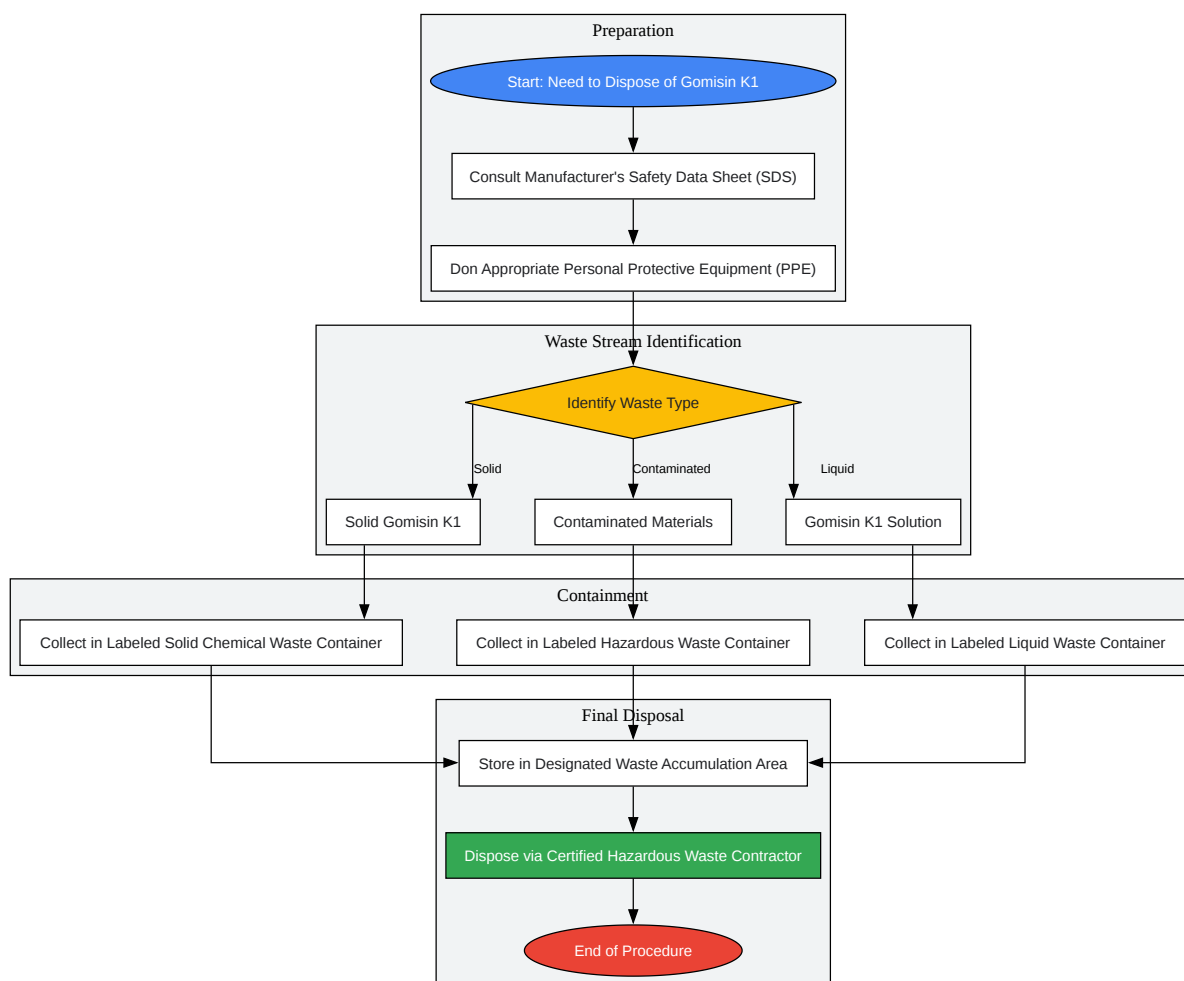 Preparation
Start: Need to Dispose of Gomisin K1
Consult Manufacturer's Safety Data Sheet (SDS)
Don Appropriate Personal Protective Equipment (PPE)
Waste Stream Identification
Identify Waste Type
Solid
Contaminated
Liquid
Solid Gomisin K1
Contaminated Materials
Gomisin K1 Solution
Containment
Collect in Labeled Solid Chemical Waste Container
Collect in Labeled Hazardous Waste Container
Collect in Labeled Liquid Waste Container
Final Disposal
Store in Designated Waste Accumulation Area
Dispose via Certified Hazardous Waste Contractor
End of Procedure